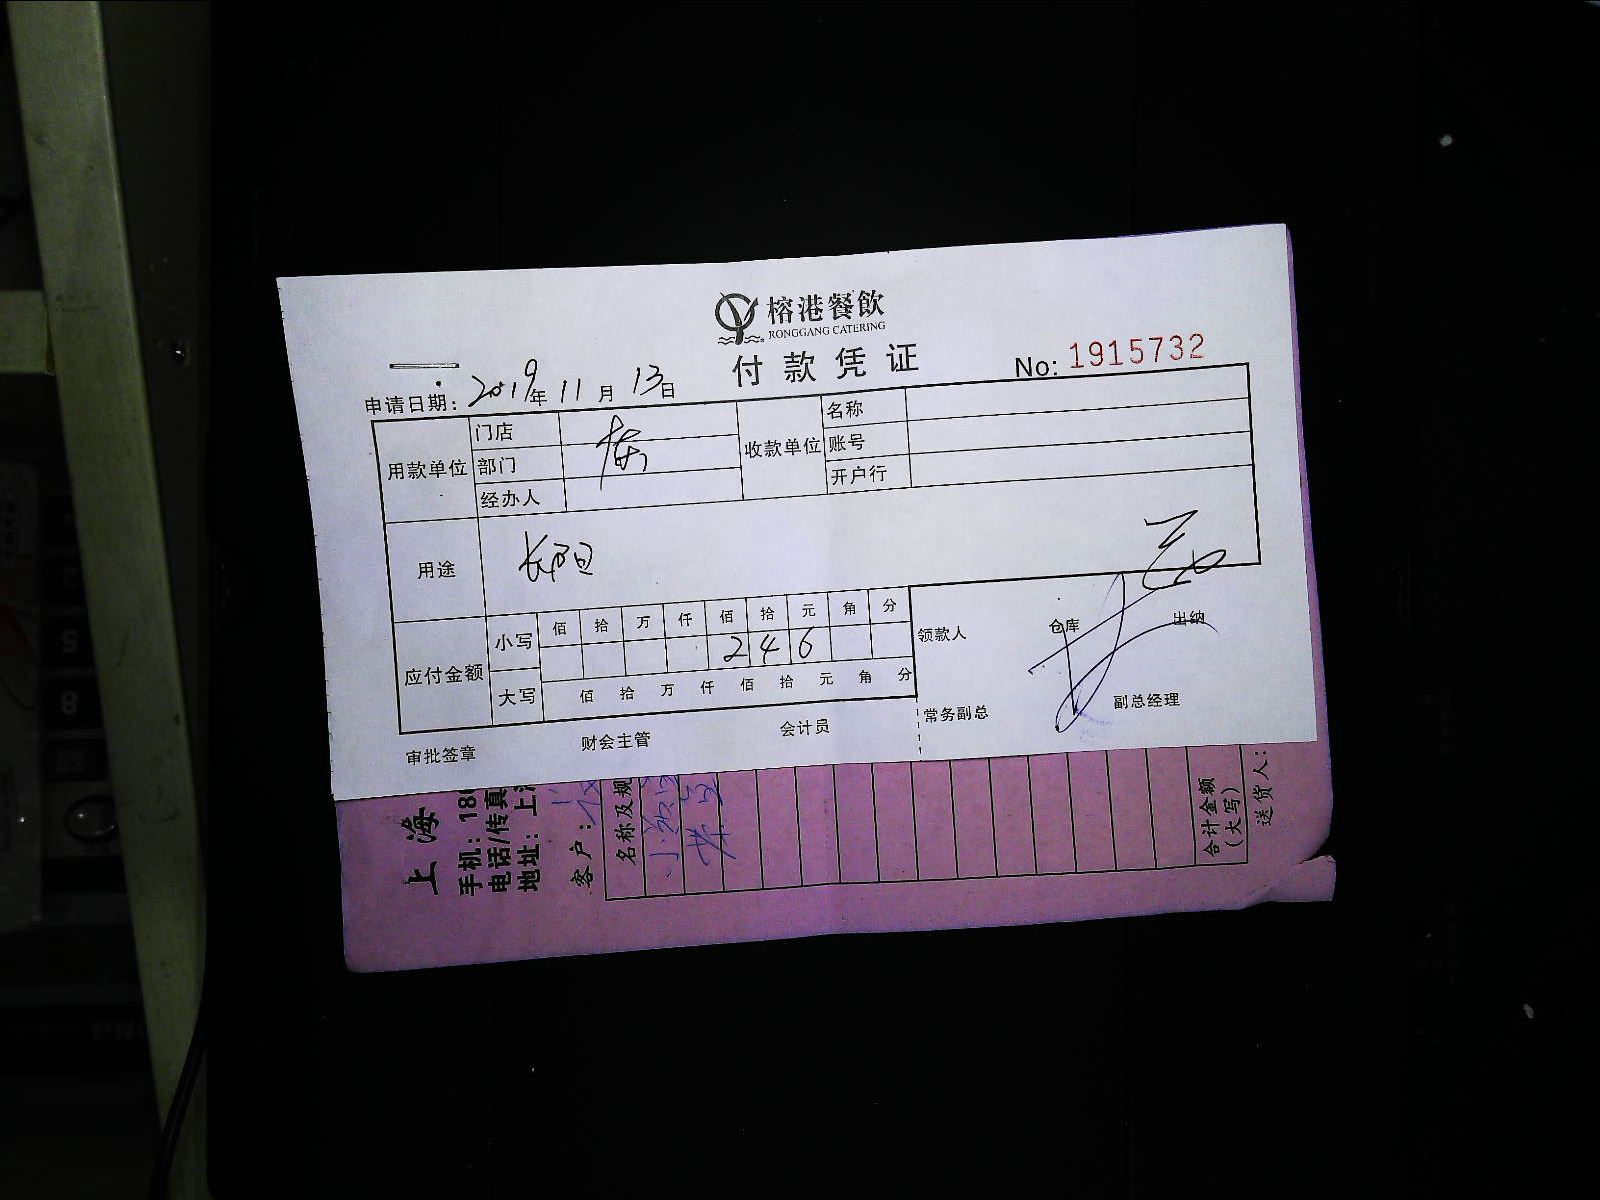 榕港餐飲
RONGGANG CATERING
付款凭证
No: 1915732
申请日期: 2019年 11月 13日
用款单位 门店 收款单位 名称
部门 账号
经办人 开户行
用途
应付金额 小写 佰 拾 万 仟 佰 拾 元 角 分
2 4 6
大写 佰 拾 万 仟 佰 拾 元 角 分
领款人 仓库 出纳
审批签章 财会主管 会计员 常务副总 副总经理
上海
手机: 18
电话/传真
地址: 上
客户:
名称及规
合计金额
(大写)
送货人: